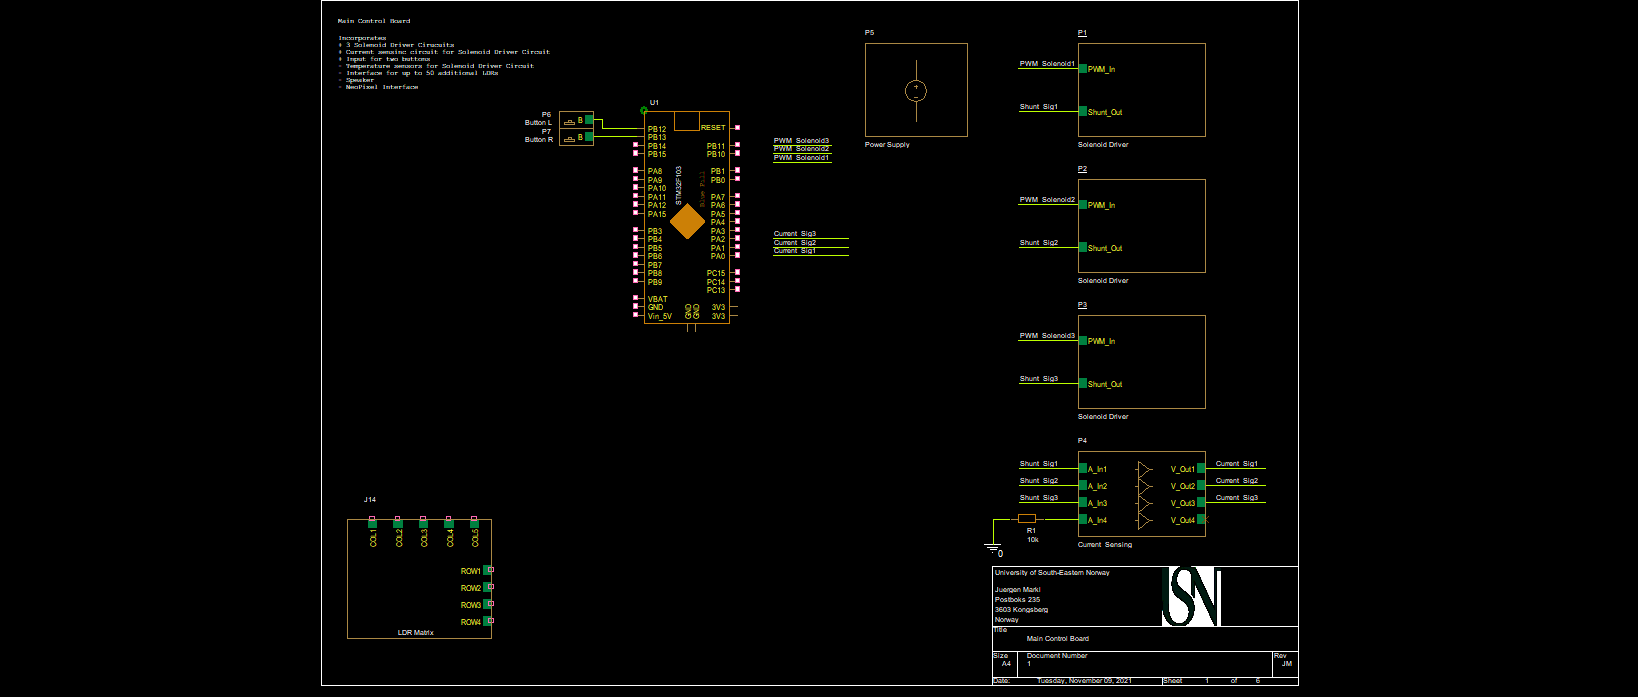 Main Control Board
Incorporates
* 3 Solenoid Driver Cirucuits
* Current sensinc circuit for Solenoid Driver Circuit
* Input for two buttons
- Temperature sensors for Solenoid Driver Circuit
- Interface for up to 50 additional LDRs
- Speaker
- NeoPixel Interface
P6
Button L
B
P7
Button R
B
U1
STM32F103
Blue Pill
PB12
PB13
PB14
PB15
PA8
PA9
PA10
PA11
PA12
PA15
PB3
PB4
PB5
PB6
PB7
PB8
PB9
VBAT
GND
Vin_5V
GND
GND
RESET
PB11
PB10
PB1
PB0
PA7
PA6
PA5
PA4
PA3
PA2
PA1
PA0
PC15
PC14
PC13
3V3
3V3
PWM_Solenoid3
PWM_Solenoid2
PWM_Solenoid1
Current_Sig3
Current_Sig2
Current_Sig1
P5
Power Supply
P1
PWM_Solenoid1
PWM_In
Shunt_Sig1
Shunt_Out
Solenoid Driver
P2
PWM_Solenoid2
PWM_In
Shunt_Sig2
Shunt_Out
Solenoid Driver
P3
PWM_Solenoid3
PWM_In
Shunt_Sig3
Shunt_Out
Solenoid Driver
P4
Shunt_Sig1 A_In1 V_Out1 Current_Sig1
Shunt_Sig2 A_In2 V_Out2 Current_Sig2
Shunt_Sig3 A_In3 V_Out3 Current_Sig3
A_In4 V_Out4
R1
10k
0
Current_Sensing
J14
COL1 COL2 COL3 COL4 COL5
ROW1
ROW2
ROW3
ROW4
LDR Matrix
University of South-Eastern Norway
Juergen Markl
Postboks 235
3603 Kongsberg
Norway
SN
Title
Main Control Board
Size Document Number Rev
A4 1 JM
Date: Tuesday, November 09, 2021 Sheet 1 of 6